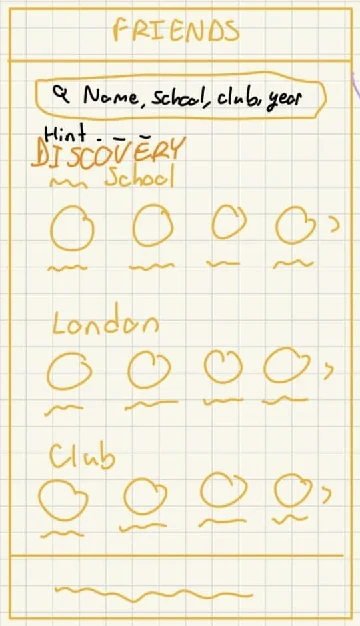 FRIENDS
Name, school, club, year
Hint...
DISCOVERY
School
London
Club